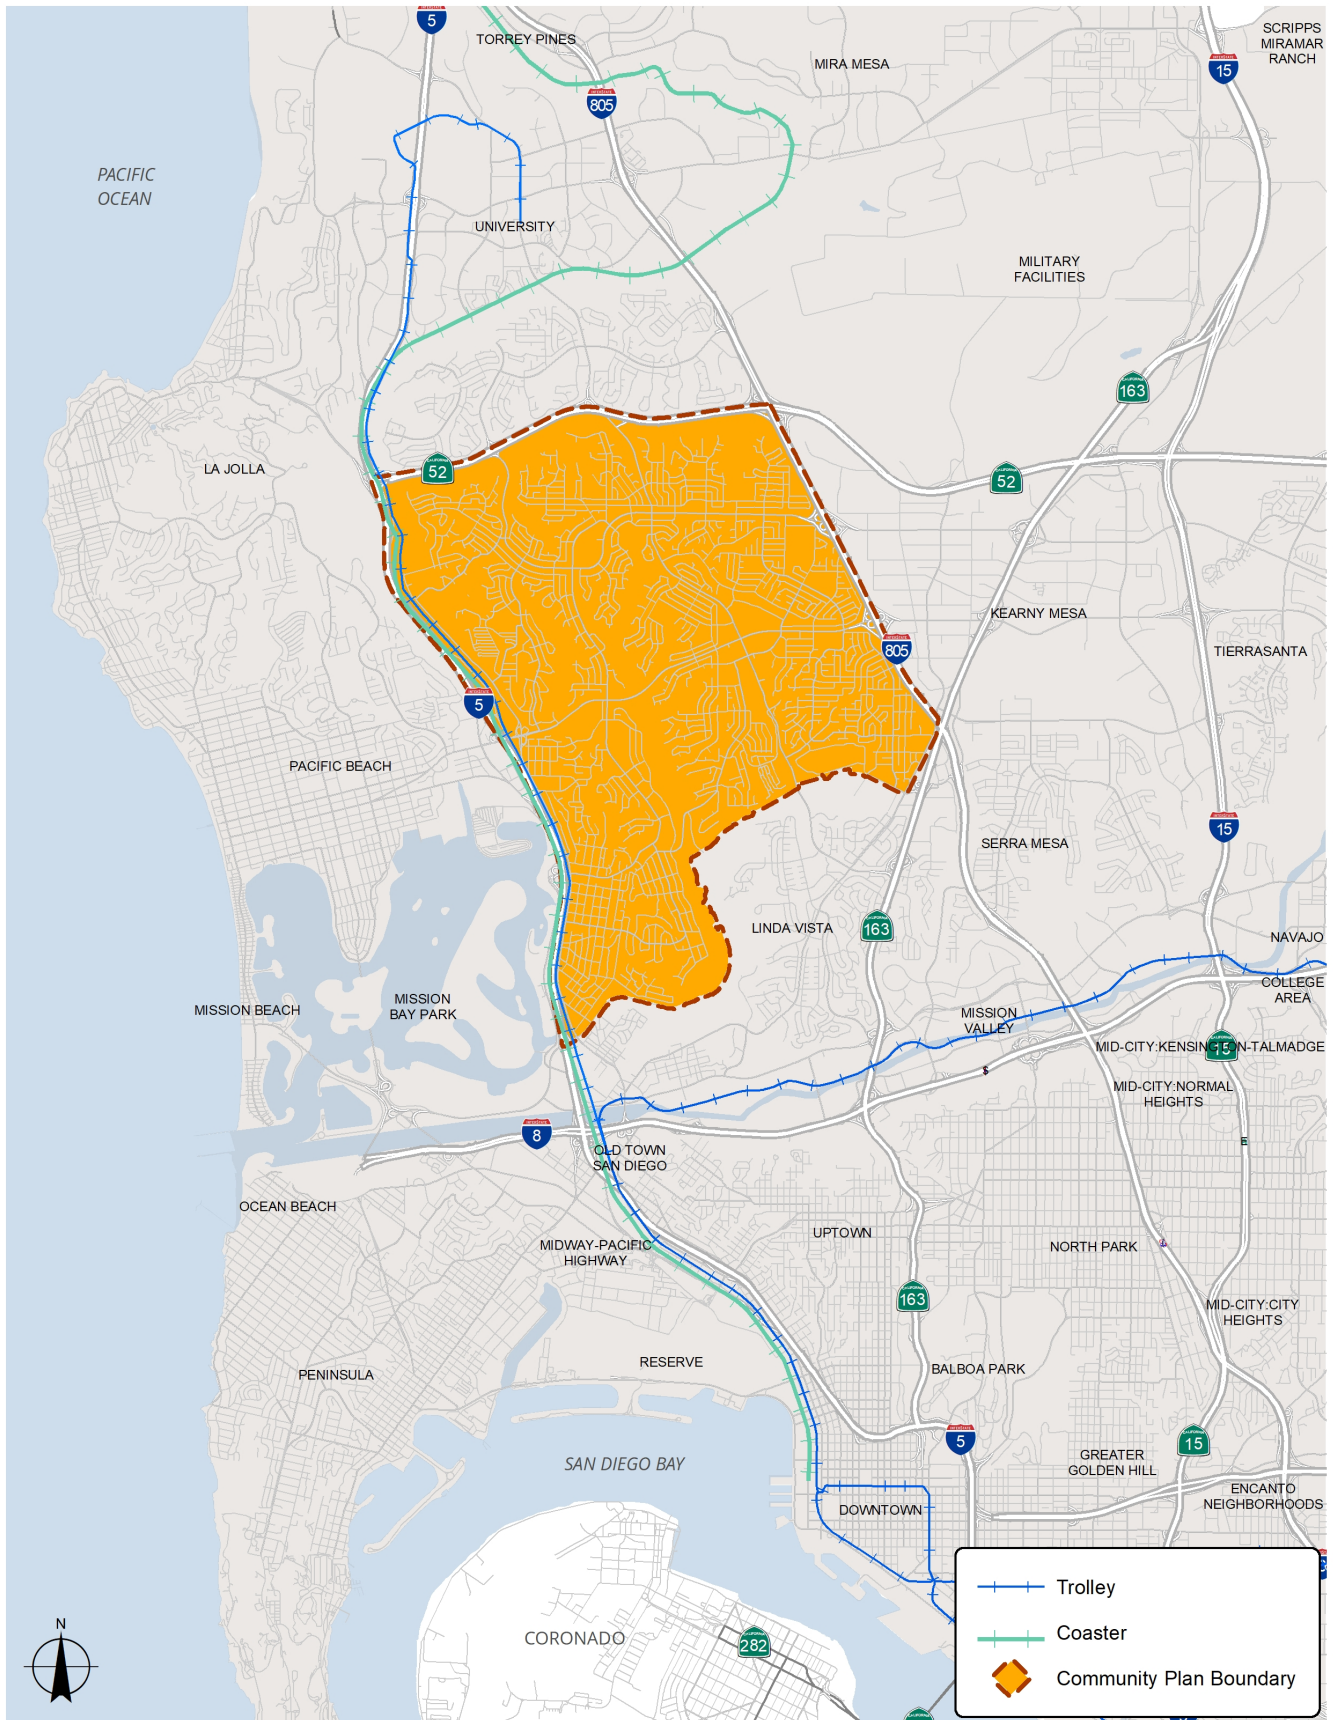 5
TORREY PINES
SCRIPPS
MIRAMAR
RANCH
MIRA MESA
15
805
PACIFIC
OCEAN
UNIVERSITY
MILITARY
FACILITIES
163
LA JOLLA
52
52
KEARNY MESA
805
TIERRASANTA
5
PACIFIC BEACH
15
SERRA MESA
LINDA VISTA
163
NAVAJO
COLLEGE
AREA
MISSION BEACH
MISSION
BAY PARK
MISSION
VALLEY
15
MID-CITY:KENSINGTON-TALMADGE
MID-CITY:NORMAL
HEIGHTS
8
OLD TOWN
SAN DIEGO
OCEAN BEACH
UPTOWN
MIDWAY-PACIFIC
HIGHWAY
NORTH PARK
163
MID-CITY:CITY
HEIGHTS
RESERVE
PENINSULA
BALBOA PARK
5
15
SAN DIEGO BAY
GREATER
GOLDEN HILL
ENCANTO
NEIGHBORHOODS
DOWNTOWN
Trolley
N
Coaster
CORONADO
282
Community Plan Boundary